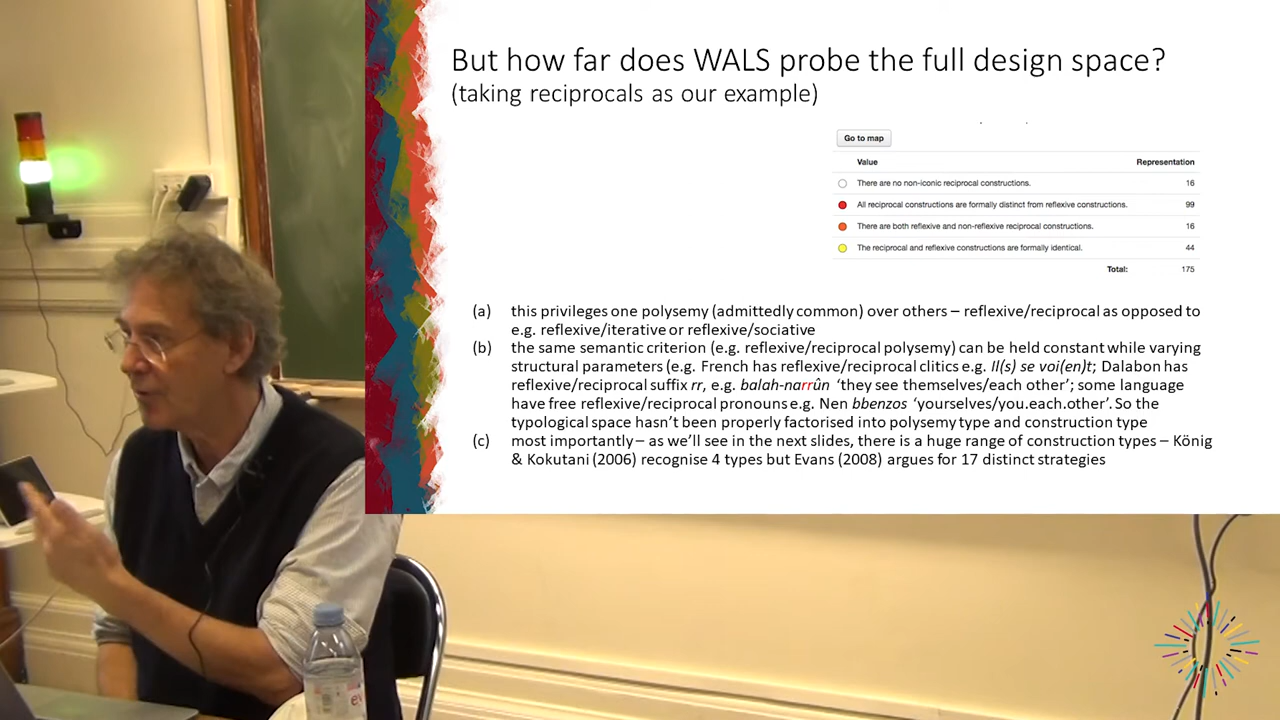 But how far does WALS probe the full design space?
(taking reciprocals as our example)
Go to map
Value Representation
There are no non-iconic reciprocal constructions. 16
All reciprocal constructions are formally distinct from reflexive constructions. 99
There are both reflexive and non-reflexive reciprocal constructions. 16
The reciprocal and reflexive constructions are formally identical. 44
Total: 175
(a) this privileges one polysemy (admittedly common) over others – reflexive/reciprocal as opposed to
e.g. reflexive/iterative or reflexive/sociative
(b) the same semantic criterion (e.g. reflexive/reciprocal polysemy) can be held constant while varying
structural parameters (e.g. French has reflexive/reciprocal clitics e.g. Il(s) se voi(en)t; Dalabon has
reflexive/reciprocal suffix rr, e.g. balah-narrûn ‘they see themselves/each other’; some language
have free reflexive/reciprocal pronouns e.g. Nen bbenzos ‘yourselves/you.each.other’. So the
typological space hasn’t been properly factorised into polysemy type and construction type
(c) most importantly – as we’ll see in the next slides, there is a huge range of construction types – König
& Kokutani (2006) recognise 4 types but Evans (2008) argues for 17 distinct strategies